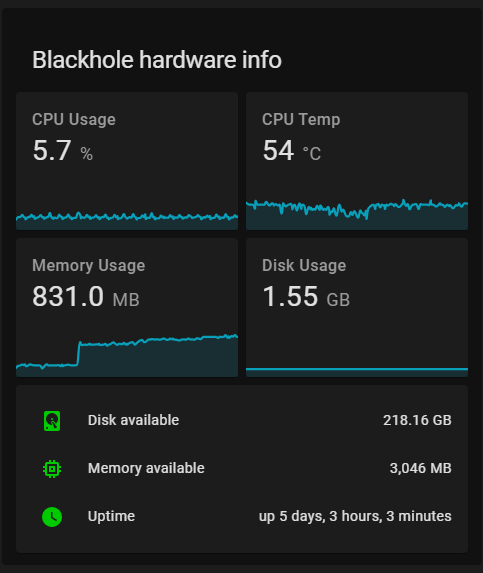 Blackhole hardware info
CPU Usage
5.7 %
CPU Temp
54 °C
Memory Usage
831.0 MB
Disk Usage
1.55 GB
Disk available 218.16 GB
Memory available 3,046 MB
Uptime up 5 days, 3 hours, 3 minutes